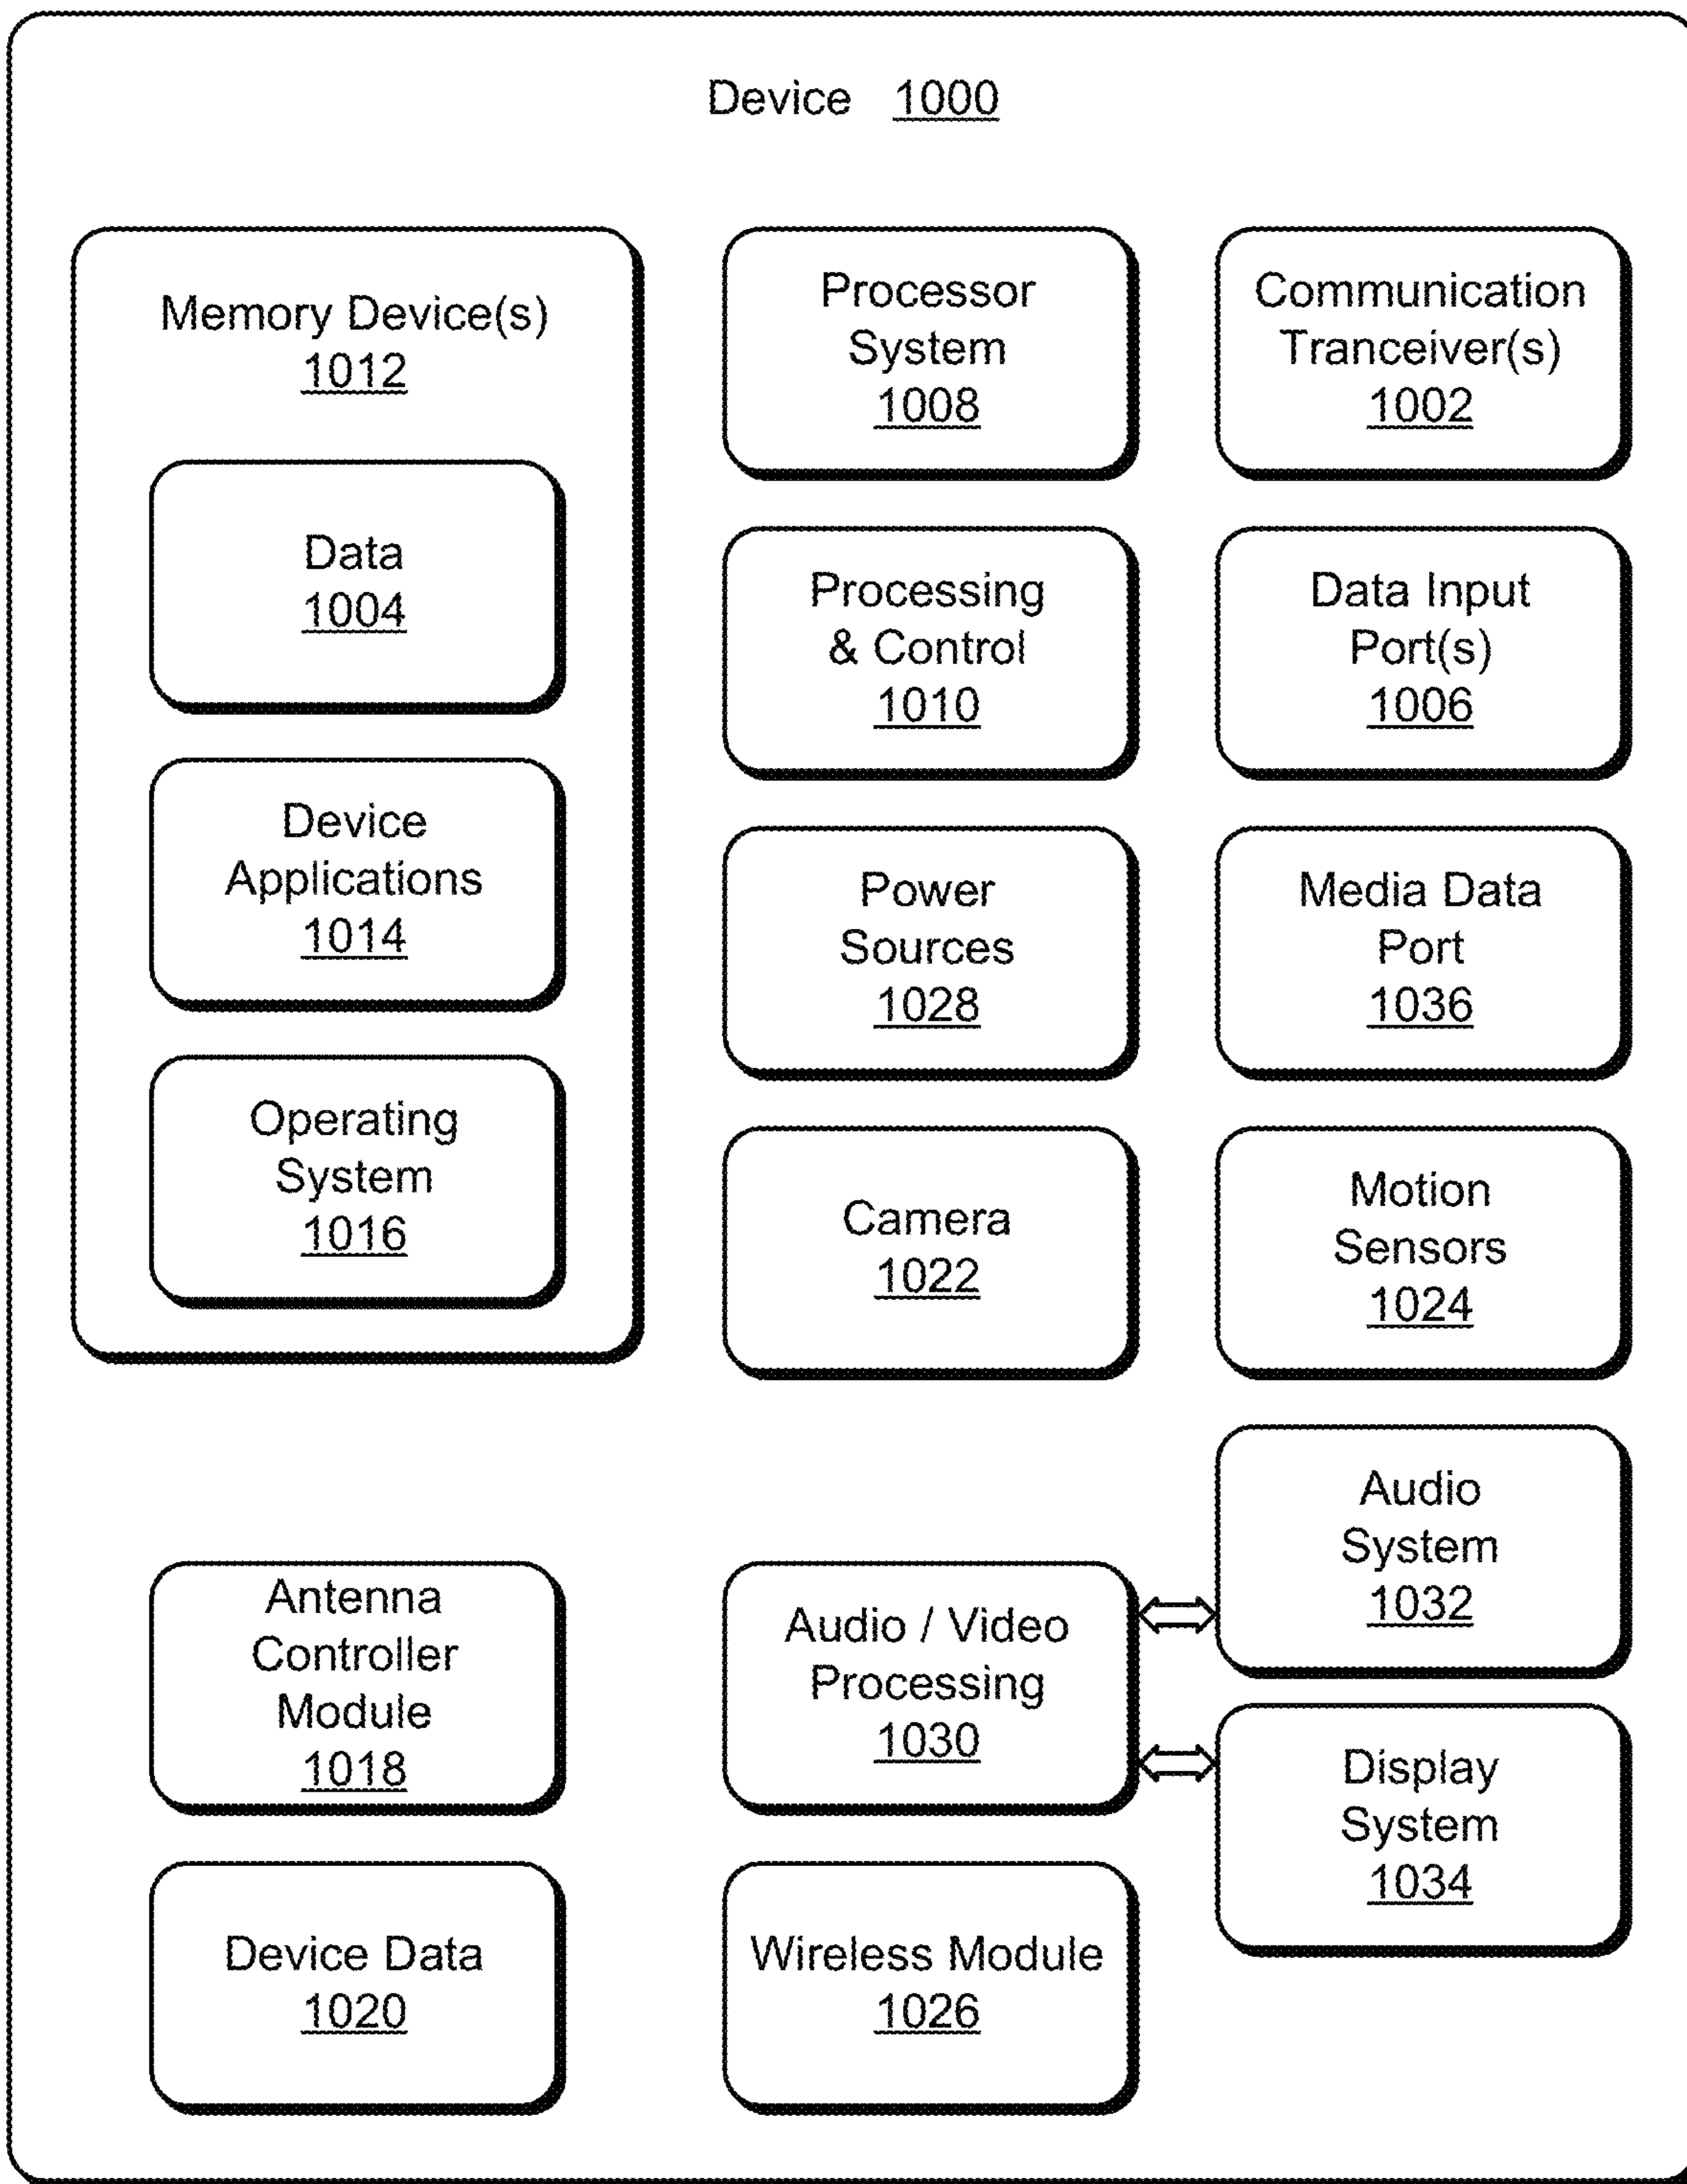 Device 1000
Memory Device(s)
1012
Data
1004
Device
Applications
1014
Operating
System
1016
Processor
System
1008
Communication
Tranceiver(s)
1002
Processing
& Control
1010
Data Input
Port(s)
1006
Power
Sources
1028
Media Data
Port
1036
Camera
1022
Motion
Sensors
1024
Antenna
Controller
Module
1018
Audio / Video
Processing
1030
Audio
System
1032
Display
System
1034
Device Data
1020
Wireless Module
1026